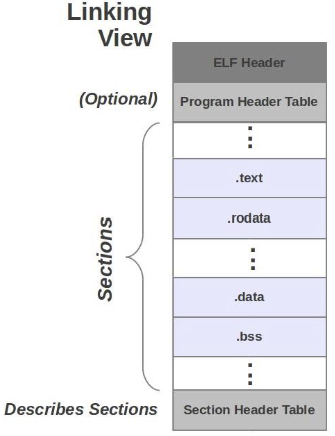 Linking
View
ELF Header
(Optional)
Program Header Table
.text
.rodata
Sections
.data
.bss
Describes Sections
Section Header Table